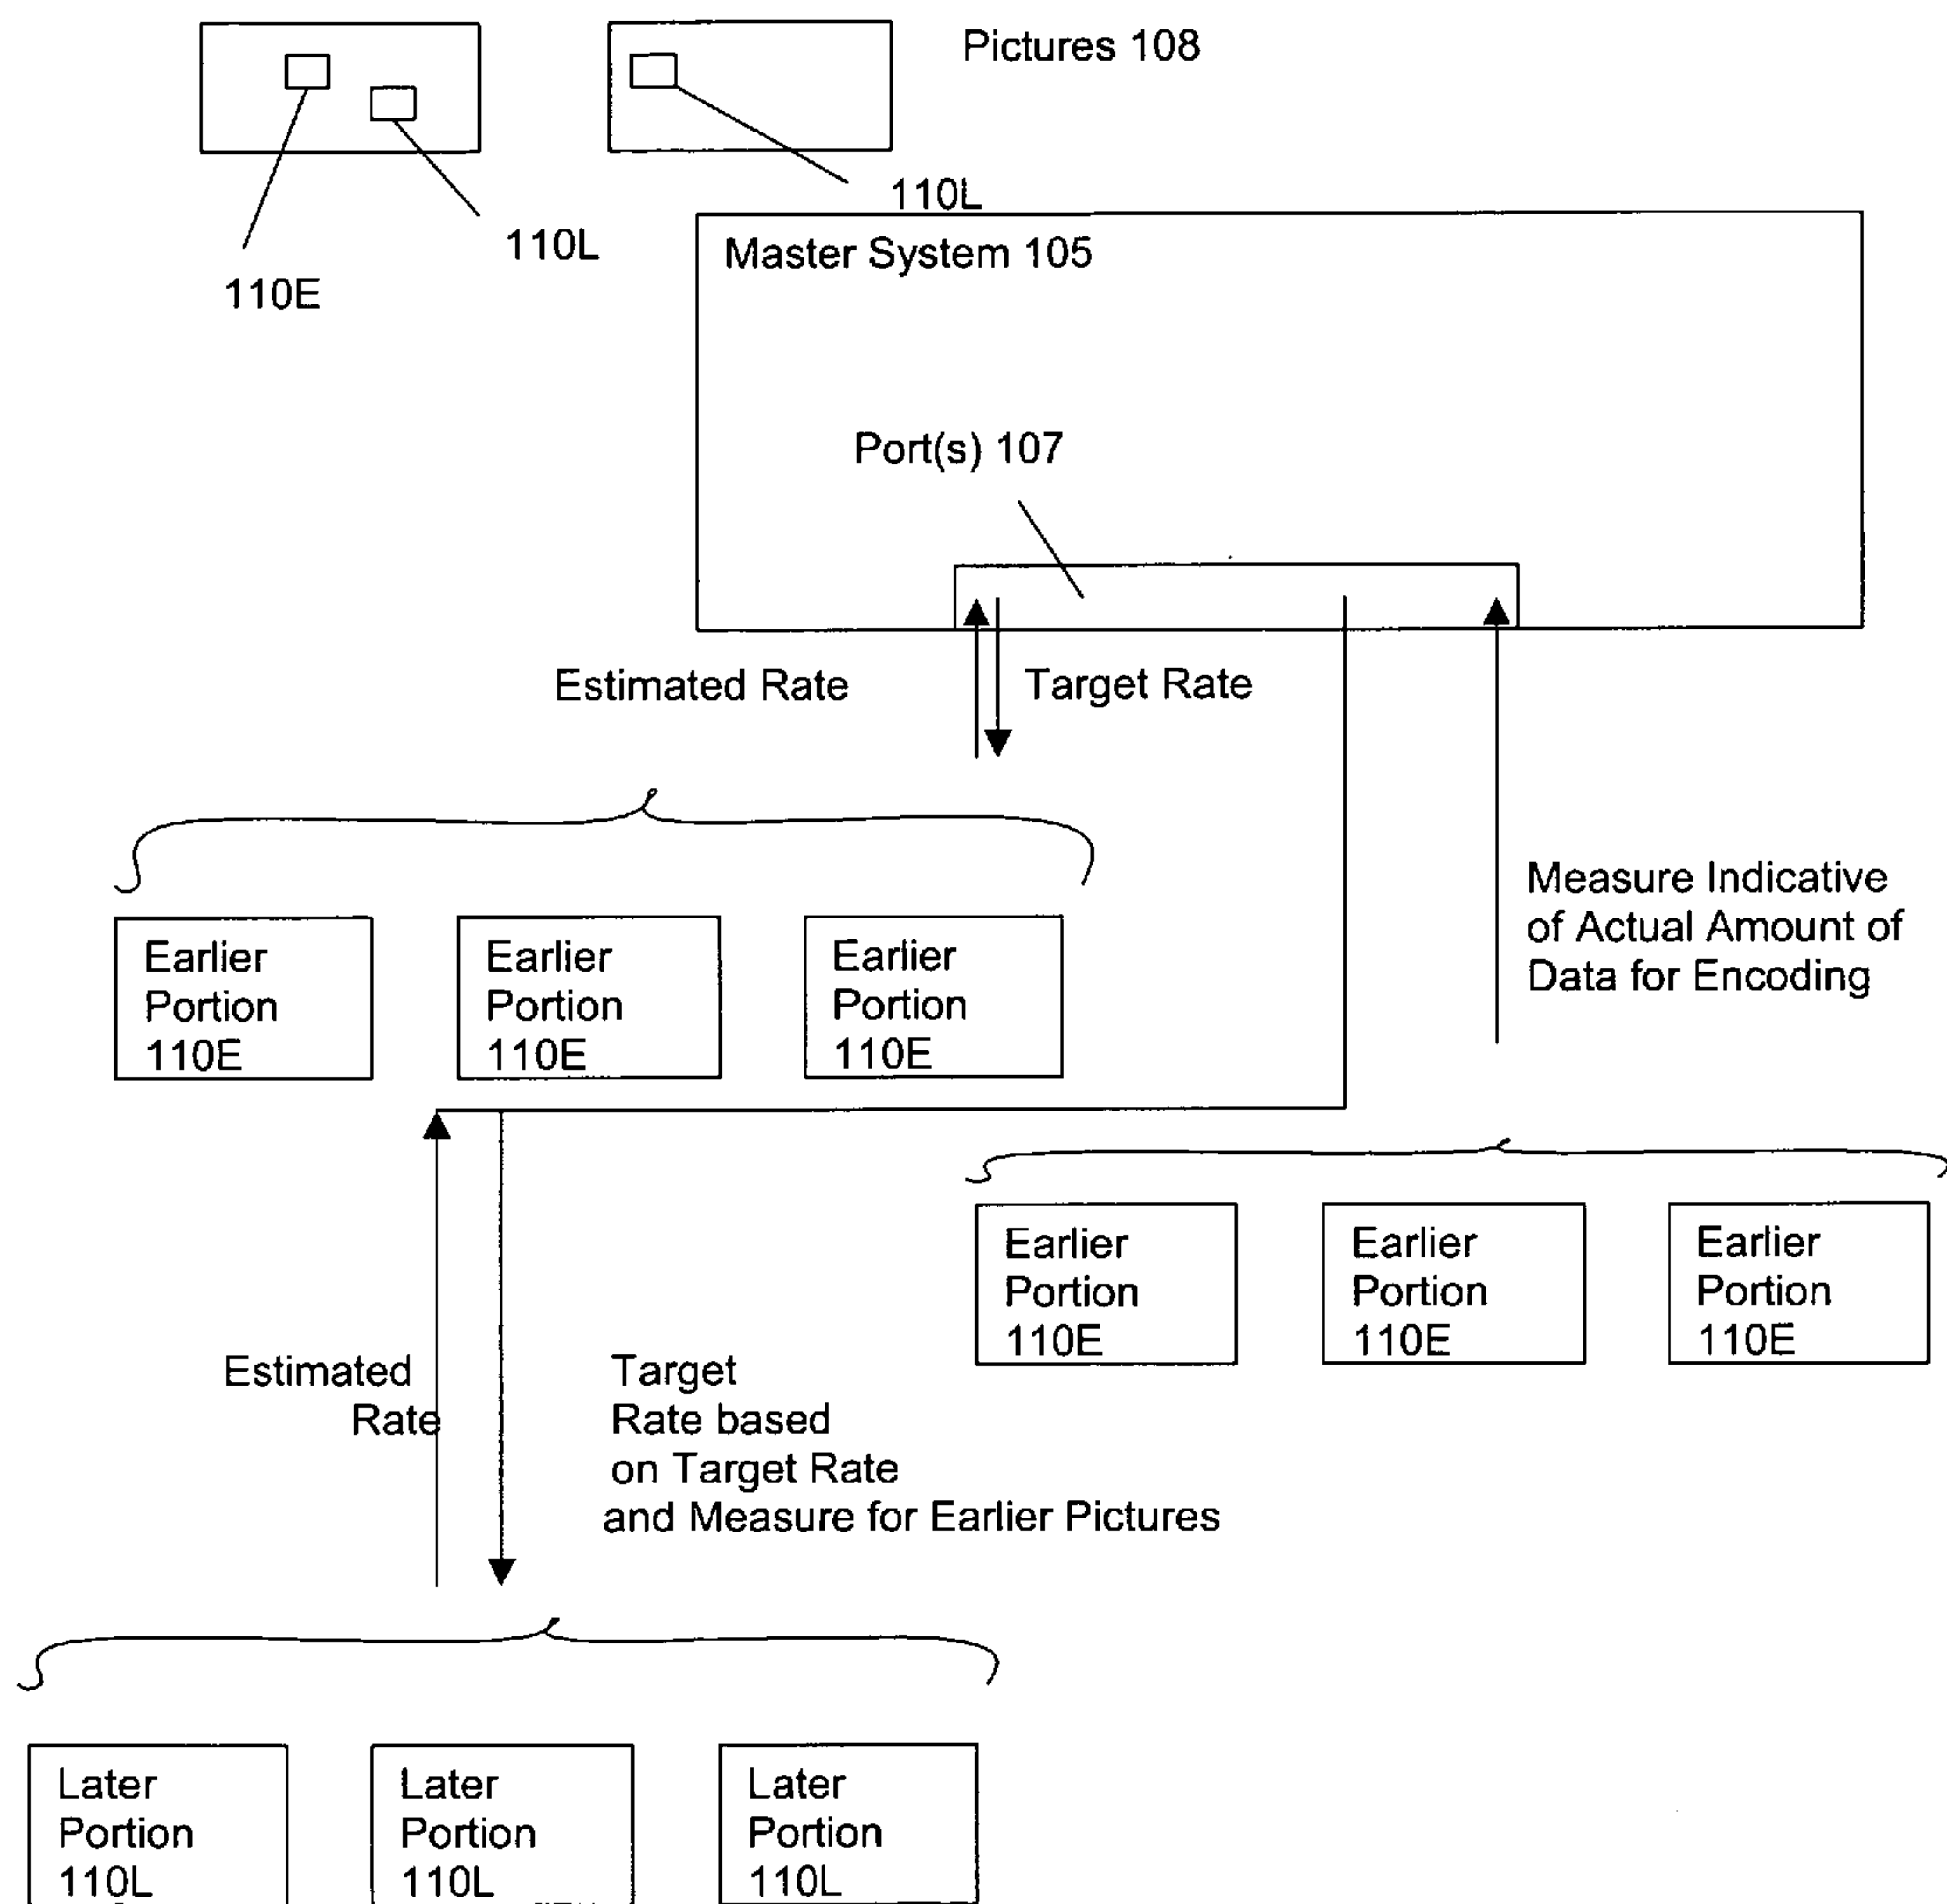 Pictures 108
110L
110L
110E
Master System 105
Port(s) 107
Estimated Rate
Target Rate
Measure Indicative
of Actual Amount of
Data for Encoding
Earlier
Portion
110E
Earlier
Portion
110E
Earlier
Portion
110E
Earlier
Portion
110E
Earlier
Portion
110E
Earlier
Portion
110E
Estimated
Rate
Target
Rate based
on Target Rate
and Measure for Earlier Pictures
Later
Portion
110L
Later
Portion
110L
Later
Portion
110L